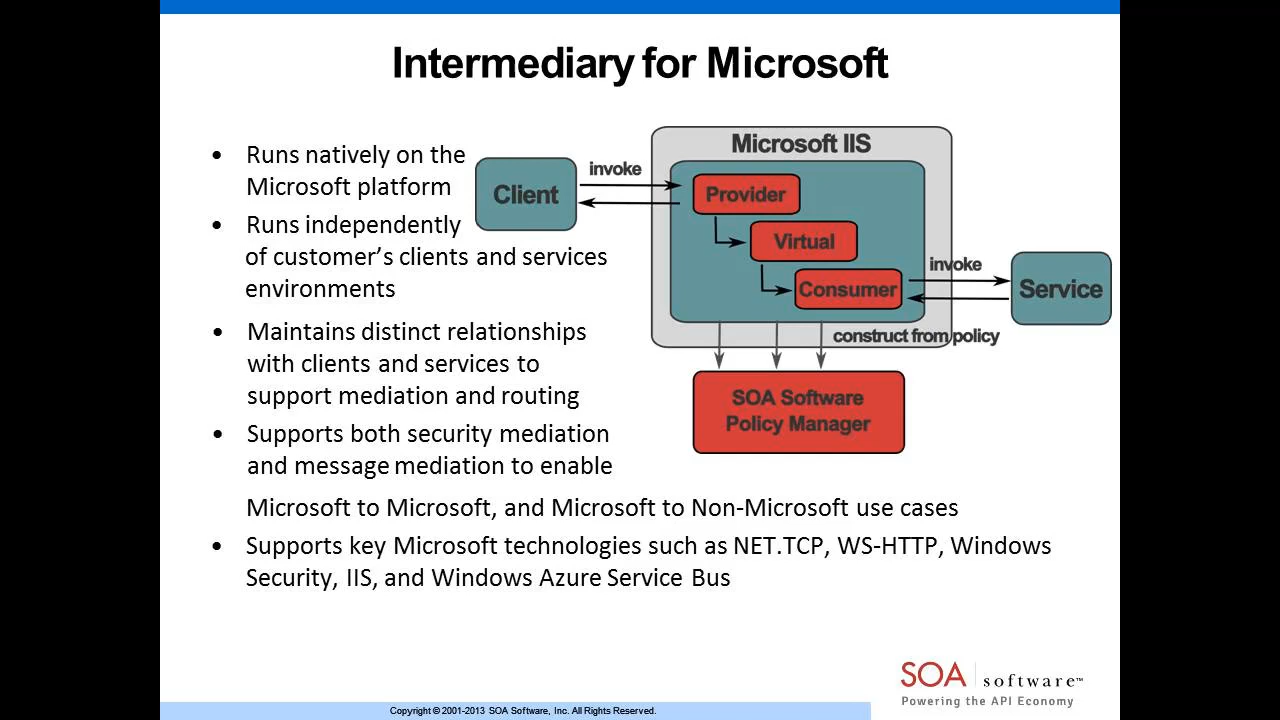 Intermediary for Microsoft
• Runs natively on the
Microsoft platform
• Runs independently
of customer’s clients and services
environments
• Maintains distinct relationships
with clients and services to
support mediation and routing
• Supports both security mediation
and message mediation to enable
Microsoft to Microsoft, and Microsoft to Non-Microsoft use cases
• Supports key Microsoft technologies such as NET.TCP, WS-HTTP, Windows
Security, IIS, and Windows Azure Service Bus
Microsoft IIS
Client
invoke
Provider
Virtual
Consumer
invoke
Service
construct from policy
SOA Software
Policy Manager
SOA software™
Powering the API Economy
Copyright © 2001-2013 SOA Software, Inc. All Rights Reserved.